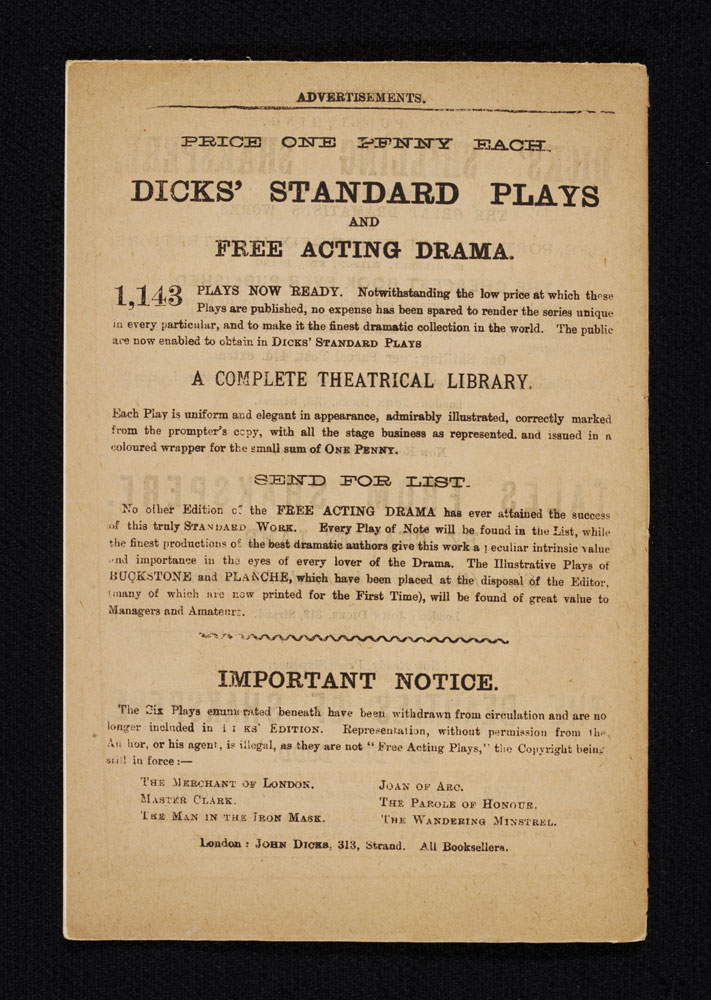 ADVERTISEMENTS.
PRICE ONE PENNY EACH.
DICKS' STANDARD PLAYS
AND
FREE ACTING DRAMA.
1,143 PLAYS NOW READY. Notwithstanding the low price at which these
Plays are published, no expense has been spared to render the series unique
in every particular, and to make it the finest dramatic collection in the world. The public
are now enabled to obtain in DICKS' STANDARD PLAYS
A COMPLETE THEATRICAL LIBRARY.
Each Play is uniform and elegant in appearance, admirably illustrated, correctly marked
from the prompter's copy, with all the stage business as represented. and issued in a
coloured wrapper for the small sum of ONE PENNY.
SEND FOR LIST.
No other Edition of the FREE ACTING DRAMA has ever attained the success
of this truly STANDARD WORK. Every Play of Note will be found in the List, while
the finest productions of the best dramatic authors give this work a peculiar intrinsic value
and importance in the eyes of every lover of the Drama. The Illustrative Plays of
BUCKSTONE and PLANCHE, which have been placed at the disposal of the Editor,
(many of which are now printed for the First Time), will be found of great value to
Managers and Amateurs.
IMPORTANT NOTICE.
The Six Plays enumerated beneath have been withdrawn from circulation and are no
longer included in DICKS' EDITION. Representation, without permission from the
Author, or his agent, is illegal, as they are not "Free Acting Plays," the Copyright being
still in force :—
THE MERCHANT OF LONDON.
MASTER CLARK.
THE MAN IN THE IRON MASK.
JOAN OF ARC.
THE PAROLE OF HONOUR.
THE WANDERING MINSTREL.
London : JOHN DICKS, 313, Strand. All Booksellers.